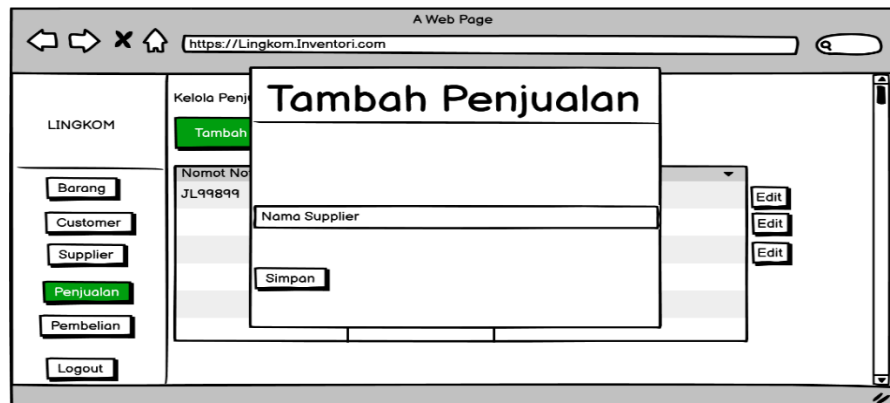 A Web Page
https://Lingkom.Inventori.com
LINGKOM
Barang
Customer
Supplier
Penjualan
Pembelian
Logout
Kelola Penj
Tambah
Nomot No
JL99899
Edit
Edit
Edit
Tambah Penjualan
Nama Supplier
Simpan